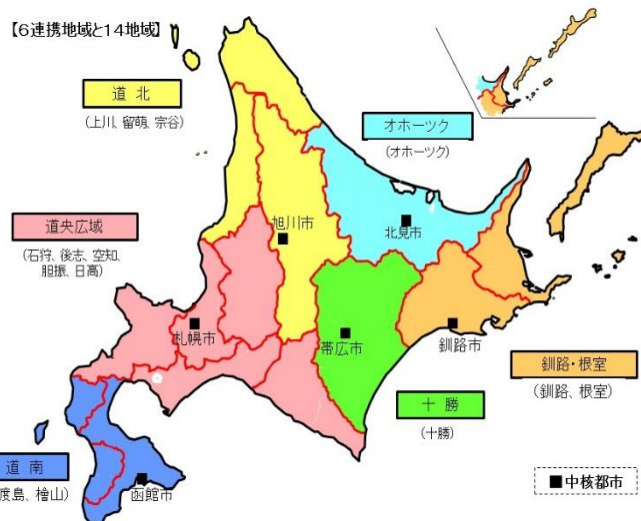 【6連携地域と14地域】
道 北
(上川、留萌、宗谷)
オホーツク
(オホーツク)
道央広域
(石狩、後志、空知、
胆振、日高)
旭川市
北見市
札幌市
帯広市
釧路市
釧路・根室
(釧路、根室)
十 勝
(十勝)
道 南
渡島、檜山)
函館市
■中核都市